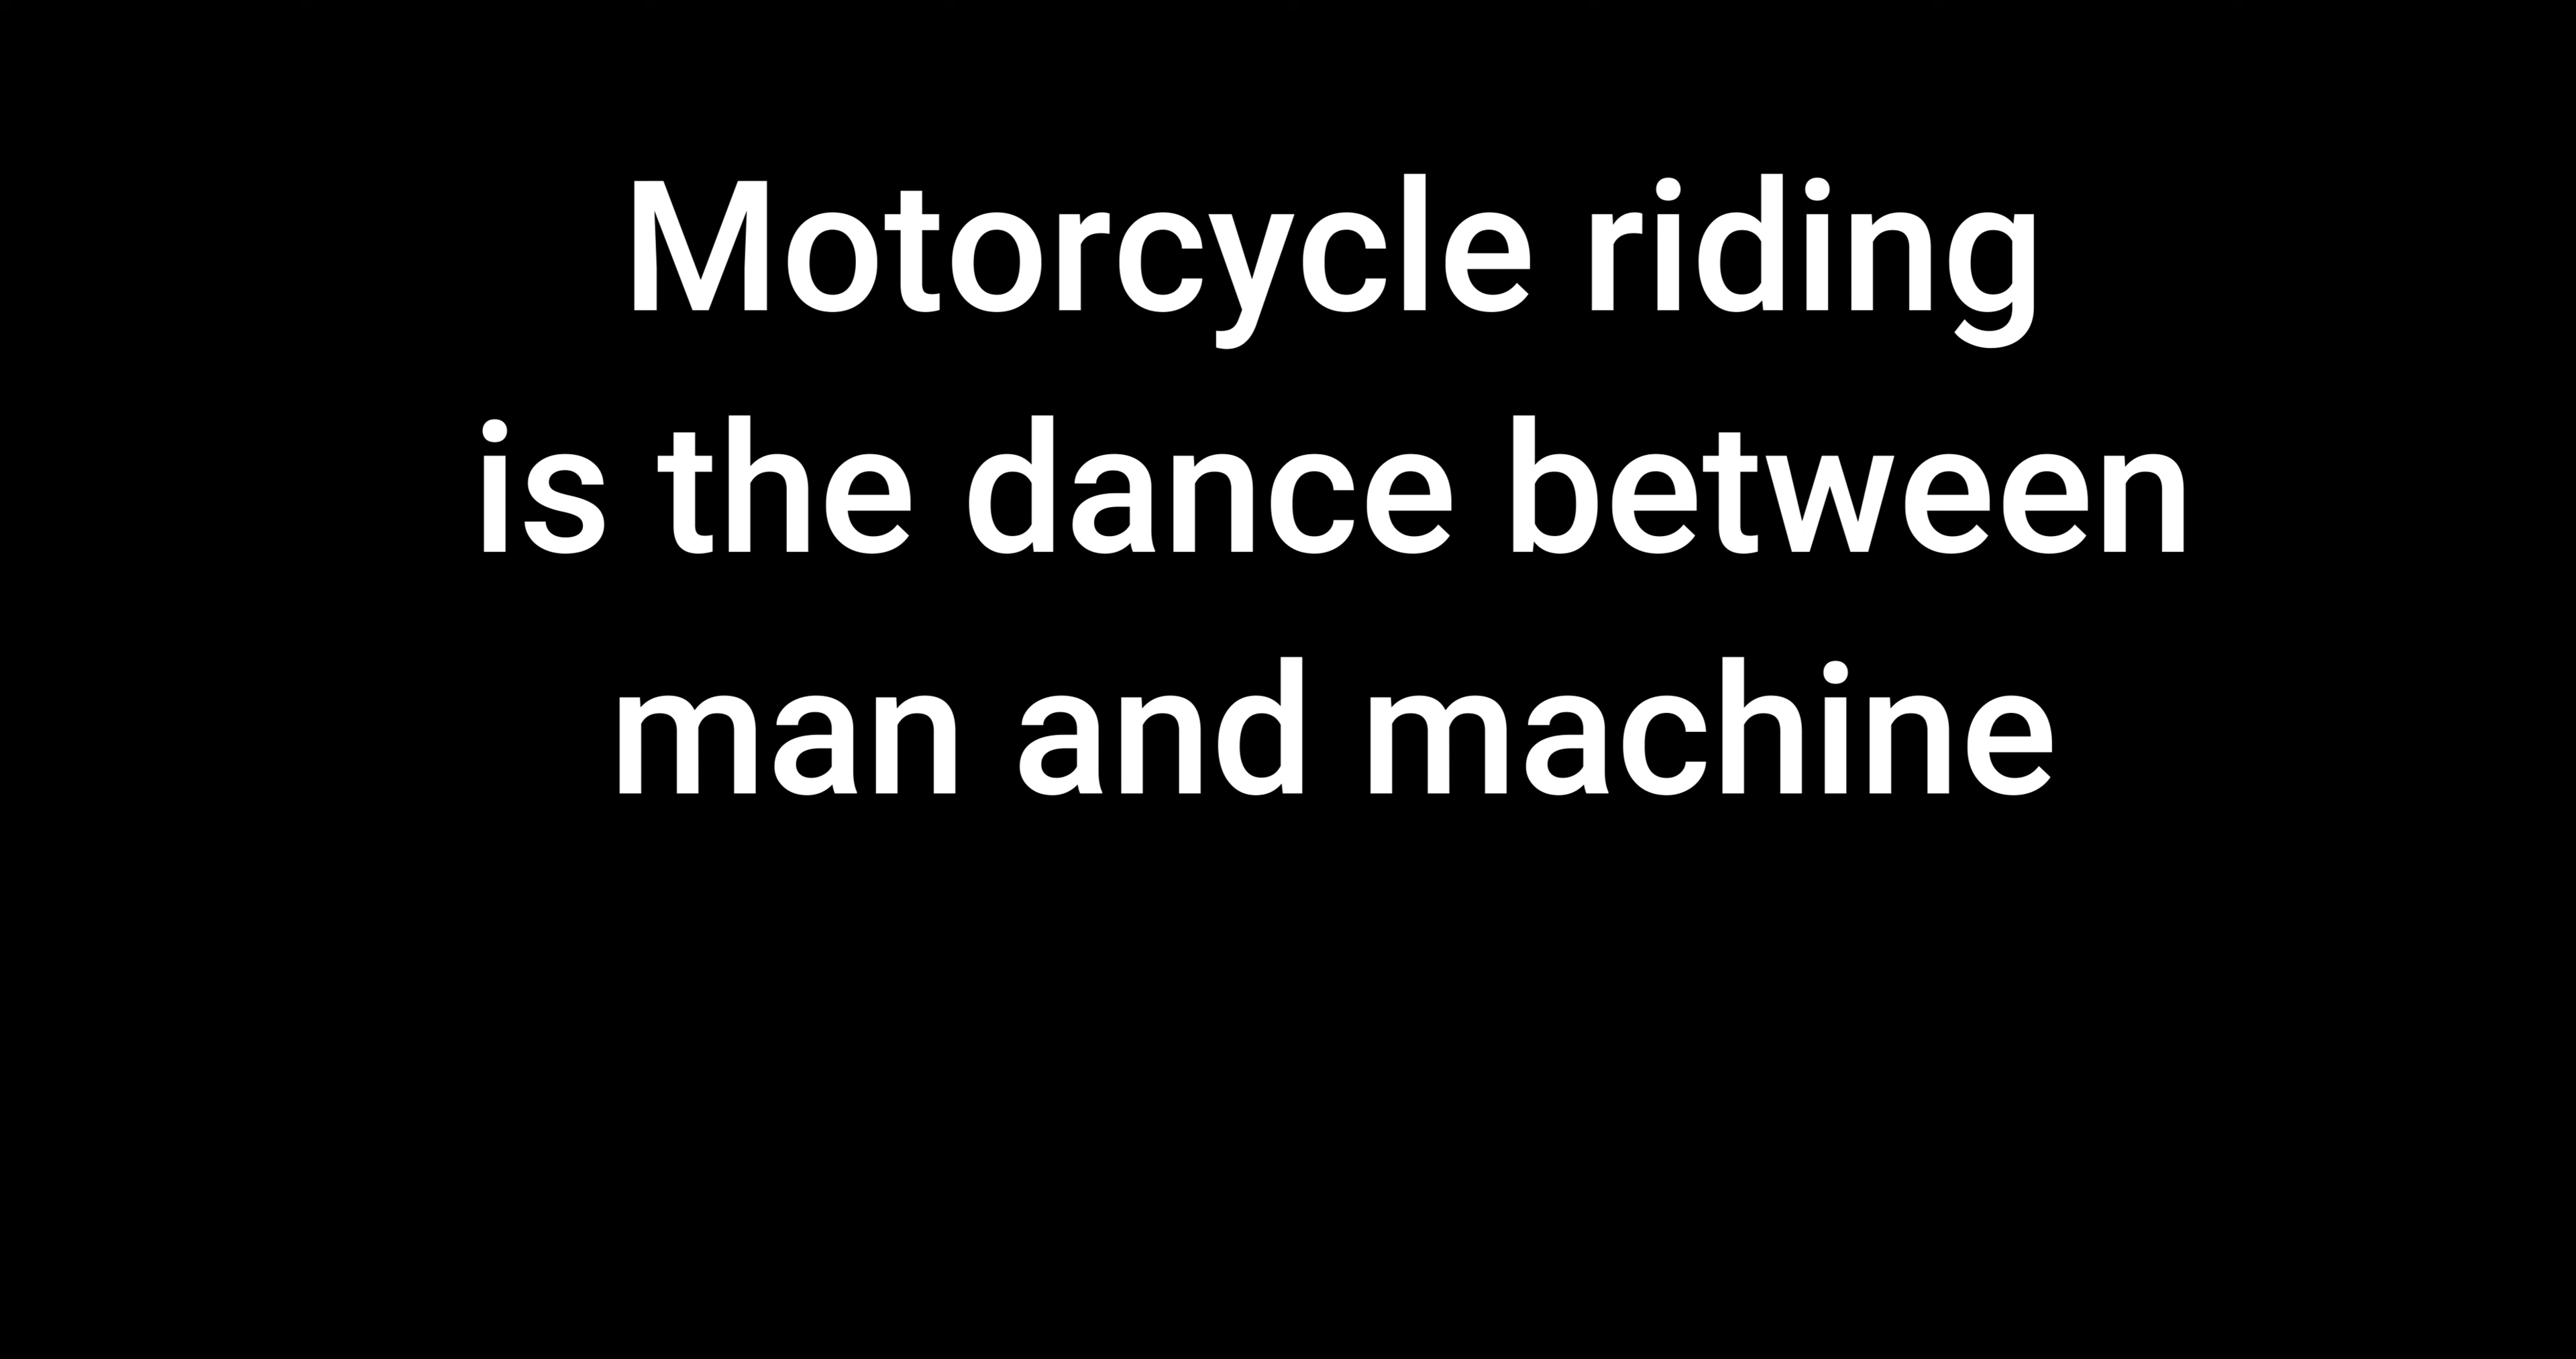 Motorcycle riding
is the dance between
man and machine